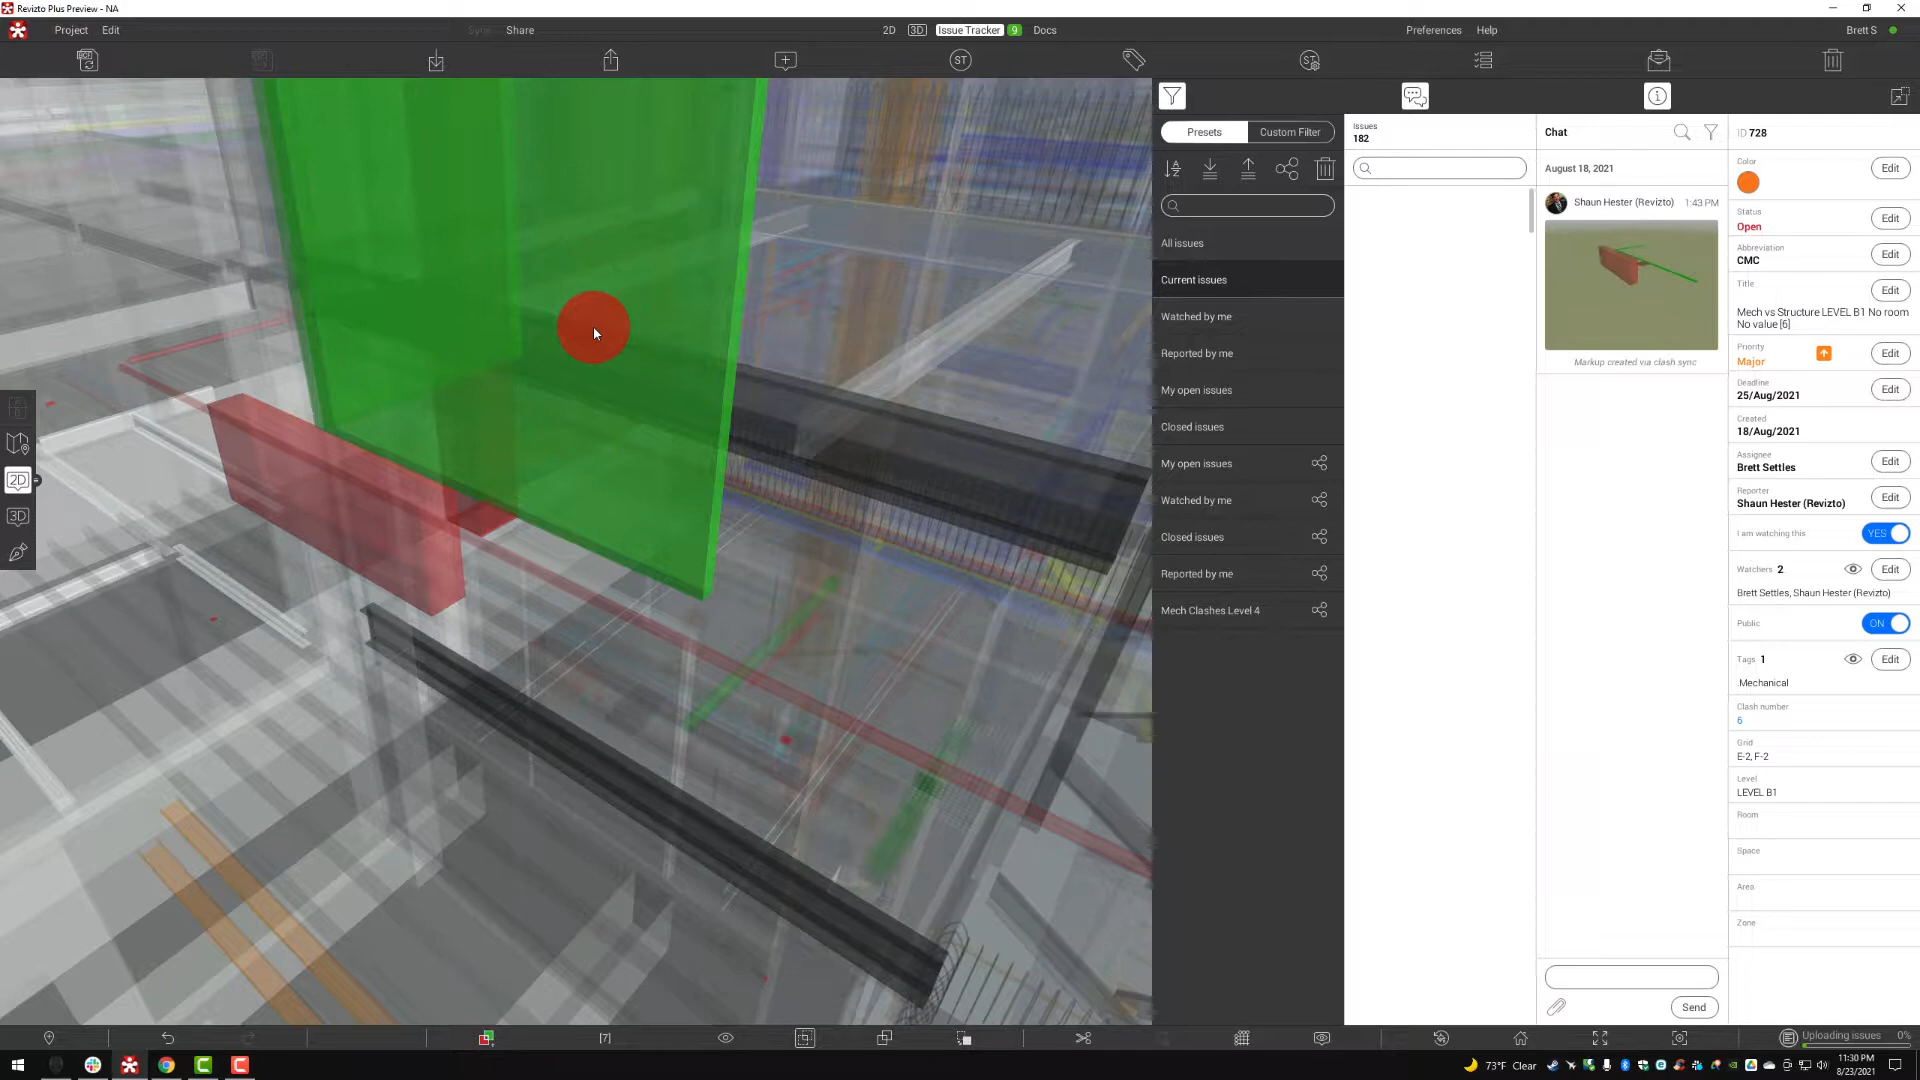 Revizto Plus Preview - NA
Project Edit Sync Share 2D 3D Issue Tracker 9 Docs Preferences Help Brett S
ST
Presets Custom Filter
All issues
Current issues
Watched by me
Reported by me
My open issues
Closed issues
My open issues
Watched by me
Closed issues
Reported by me
Mech Clashes Level 4
Issues
182
Chat
August 18, 2021
Shaun Hester (Revizto) 1:43 PM
Markup created via clash sync
Send
ID 728
Color Edit
Status
Open Edit
Abbreviation
CMC Edit
Title Edit
Mech vs Structure LEVEL B1 No room
No value [6]
Priority
Major Edit
Deadline
25/Aug/2021 Edit
Created
18/Aug/2021
Assignee
Brett Settles Edit
Reporter
Shaun Hester (Revizto) Edit
I am watching this YES
Watchers 2 Edit
Brett Settles, Shaun Hester (Revizto)
Public ON
Tags 1 Edit
.Mechanical
Clash number
6
Grid
E-2, F-2
Level
LEVEL B1
Room
Space
Area
Zone
2D
3D
[7]
Uploading issues 0%
73°F Clear
11:30 PM
8/23/2021